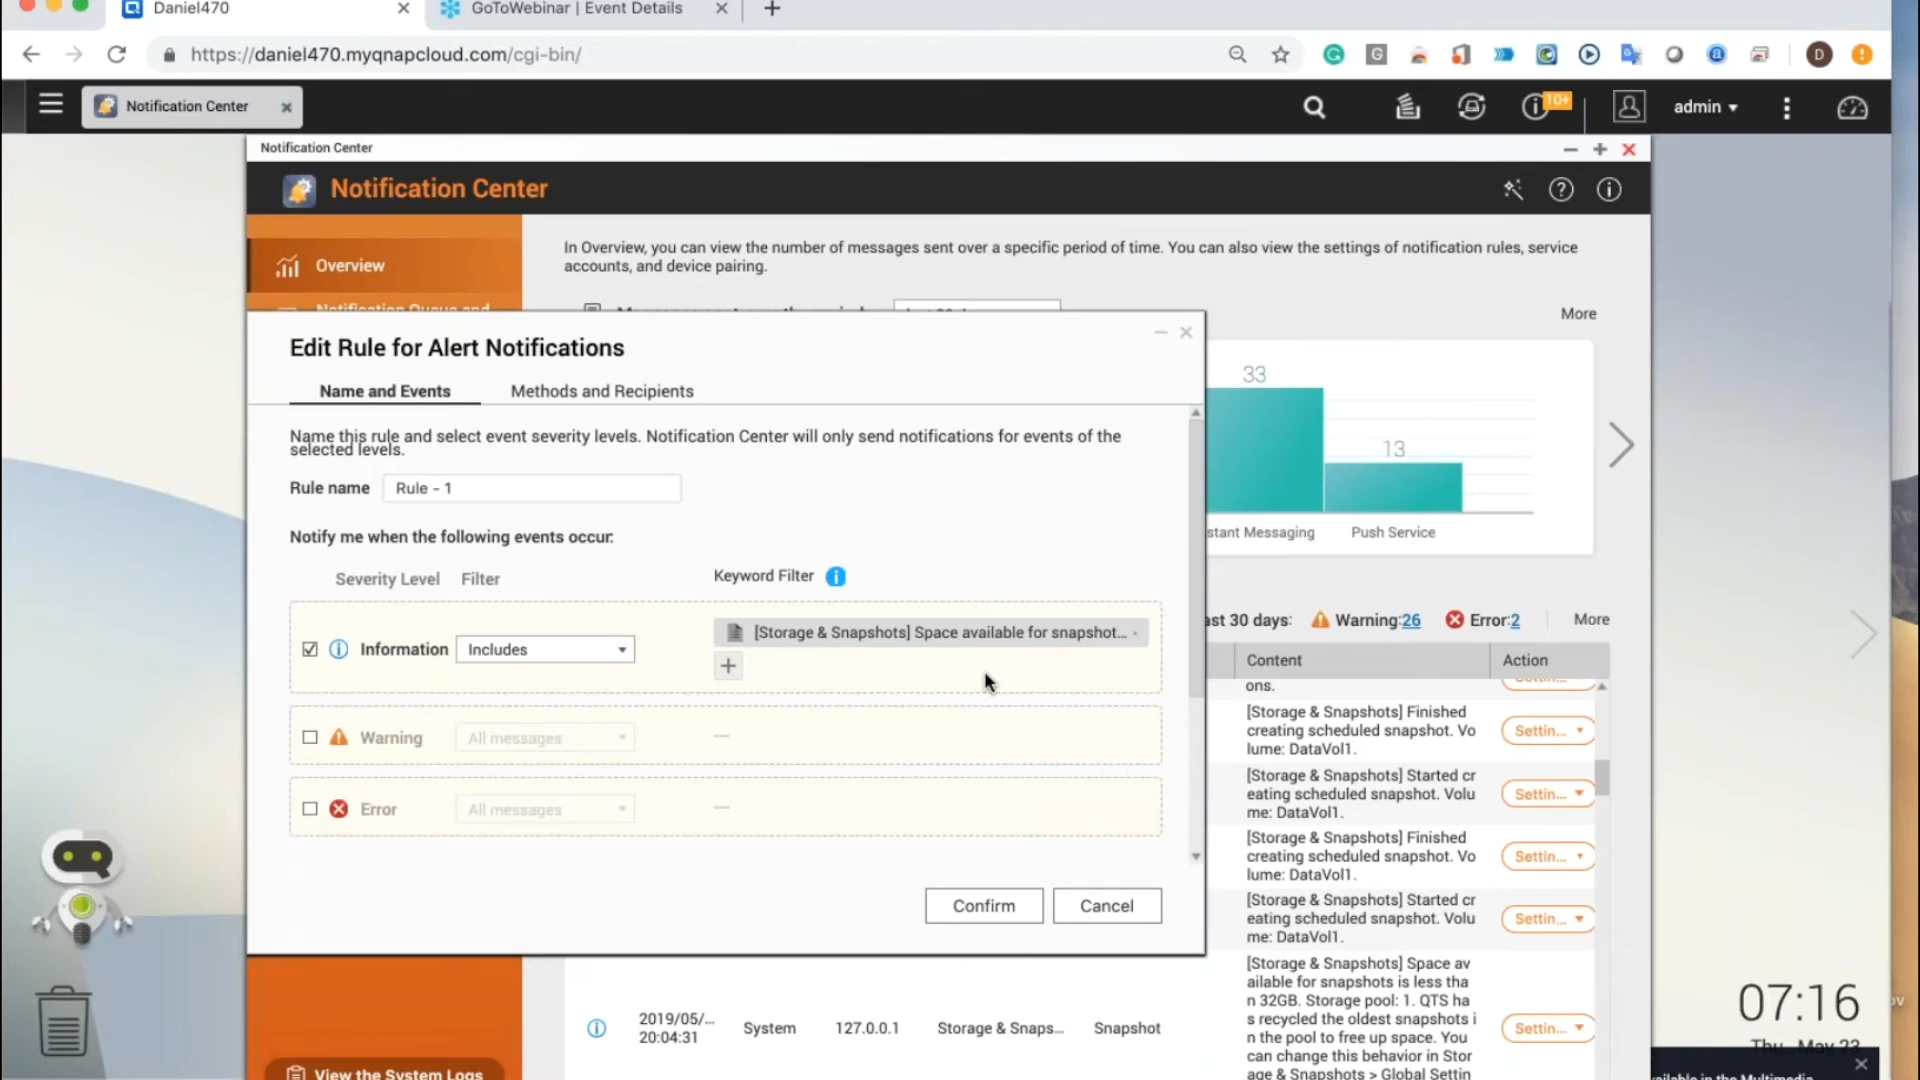 Daniel470
GoToWebinar | Event Details
https://daniel470.myqnapcloud.com/cgi-bin/
D
Notification Center
10+
admin
Notification Center
Notification Center
In Overview, you can view the number of messages sent over a specific period of time. You can also view the settings of notification rules, service
accounts, and device pairing.
Overview
Notification Queue and
More
Edit Rule for Alert Notifications
Name and Events
Methods and Recipients
Name this rule and select event severity levels. Notification Center will only send notifications for events of the
selected levels.
Rule name
Rule - 1
Notify me when the following events occur:
Severity Level
Filter
Keyword Filter
Information
Includes
[Storage & Snapshots] Space available for snapshot...
Warning
All messages
Error
All messages
Confirm
Cancel
33
13
stant Messaging
Push Service
ast 30 days:
Warning:26
Error:2
More
Content
Action
ons.
[Storage & Snapshots] Finished
creating scheduled snapshot. Vo
lume: DataVol1.
Settin...
[Storage & Snapshots] Started cr
eating scheduled snapshot. Volu
me: DataVol1.
Settin...
[Storage & Snapshots] Finished
creating scheduled snapshot. Vo
lume: DataVol1.
Settin...
[Storage & Snapshots] Started cr
eating scheduled snapshot. Volu
me: DataVol1.
Settin...
2019/05/...
20:04:31
System
127.0.0.1
Storage & Snaps...
Snapshot
[Storage & Snapshots] Space av
ailable for snapshots is less tha
n 32GB. Storage pool: 1. QTS ha
s recycled the oldest snapshots i
n the pool to free up space. You
can change this behavior in Stor
age & Snapshots > Global Settin
Settin...
View the System Logs
07:16
Thu., May 23
ailable in the Multimedia